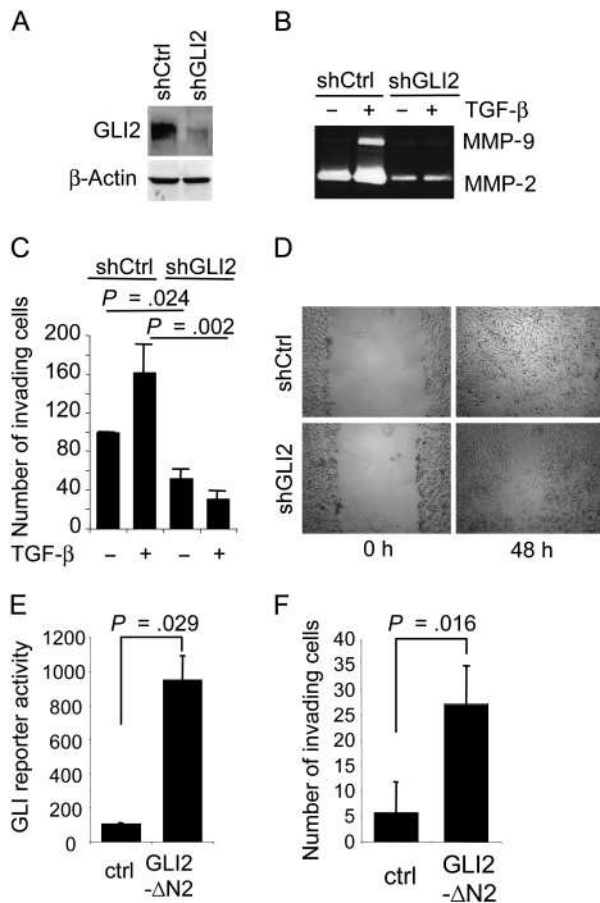 A
shCtrl
shGLI2
GLI2
β-Actin
B
shCtrl shGLI2
– + – + TGF-β
MMP-9
MMP-2
C
shCtrl shGLI2
P = .024
P = .002
Number of invading cells
200
160
120
80
40
0
TGF-β – + – +
D
shCtrl
shGLI2
0 h 48 h
E
P = .029
GLI reporter activity
1200
1000
800
600
400
200
0
ctrl GLI2
-ΔN2
F
P = .016
Number of invading cells
40
35
30
25
20
15
10
5
0
ctrl GLI2
-ΔN2